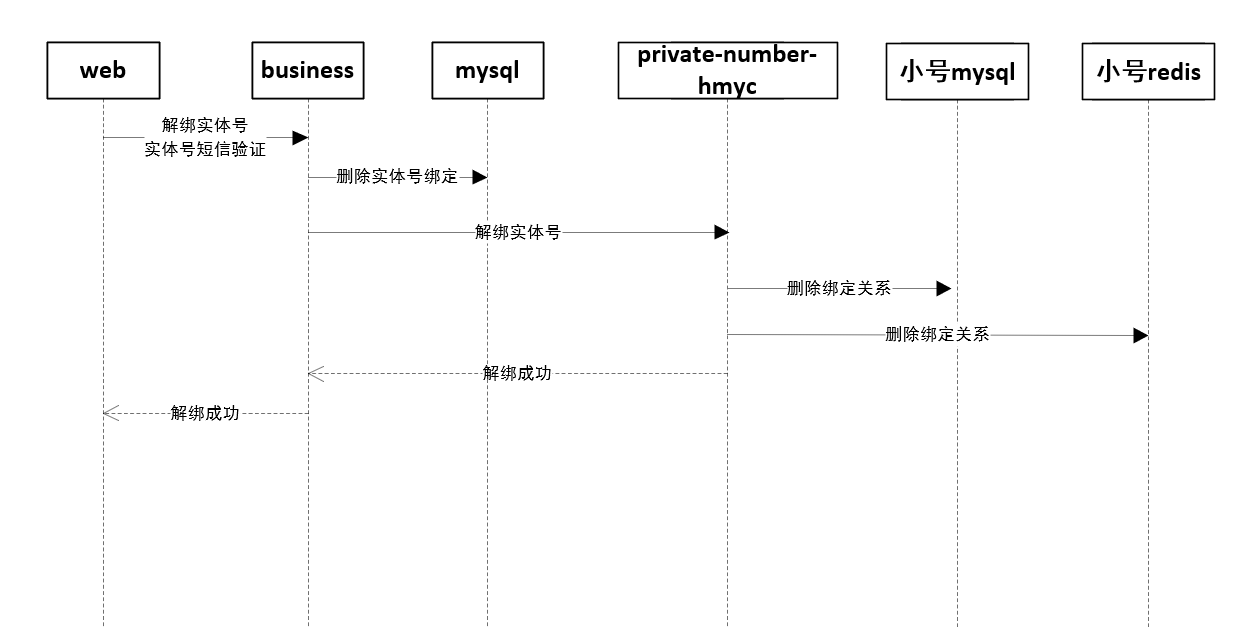 web
business
mysql
private-number-
hmyc
小号mysql
小号redis
解绑实体号
实体号短信验证
删除实体号绑定
解绑实体号
删除绑定关系
删除绑定关系
解绑成功
解绑成功